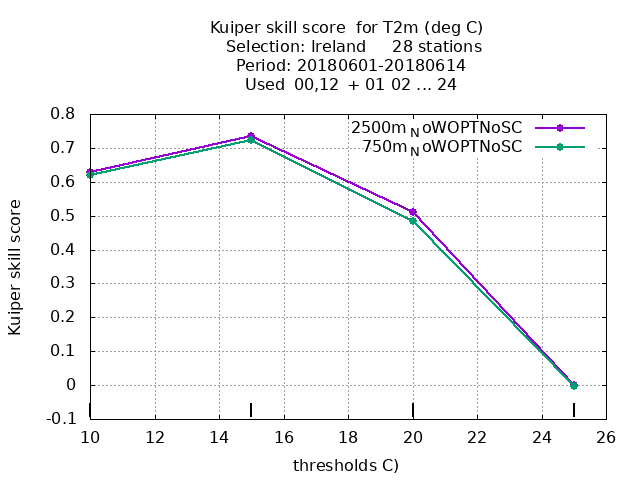 Kuiper skill score  for T2m (deg C)
Selection: Ireland     28 stations
Period: 20180601-20180614
Used  00,12  + 01 02 ... 24
2500m_NoWOPTNoSC
750m_NoWOPTNoSC
Kuiper skill score
0.8
0.7
0.6
0.5
0.4
0.3
0.2
0.1
0
-0.1
10 12 14 16 18 20 22 24 26
thresholds C)